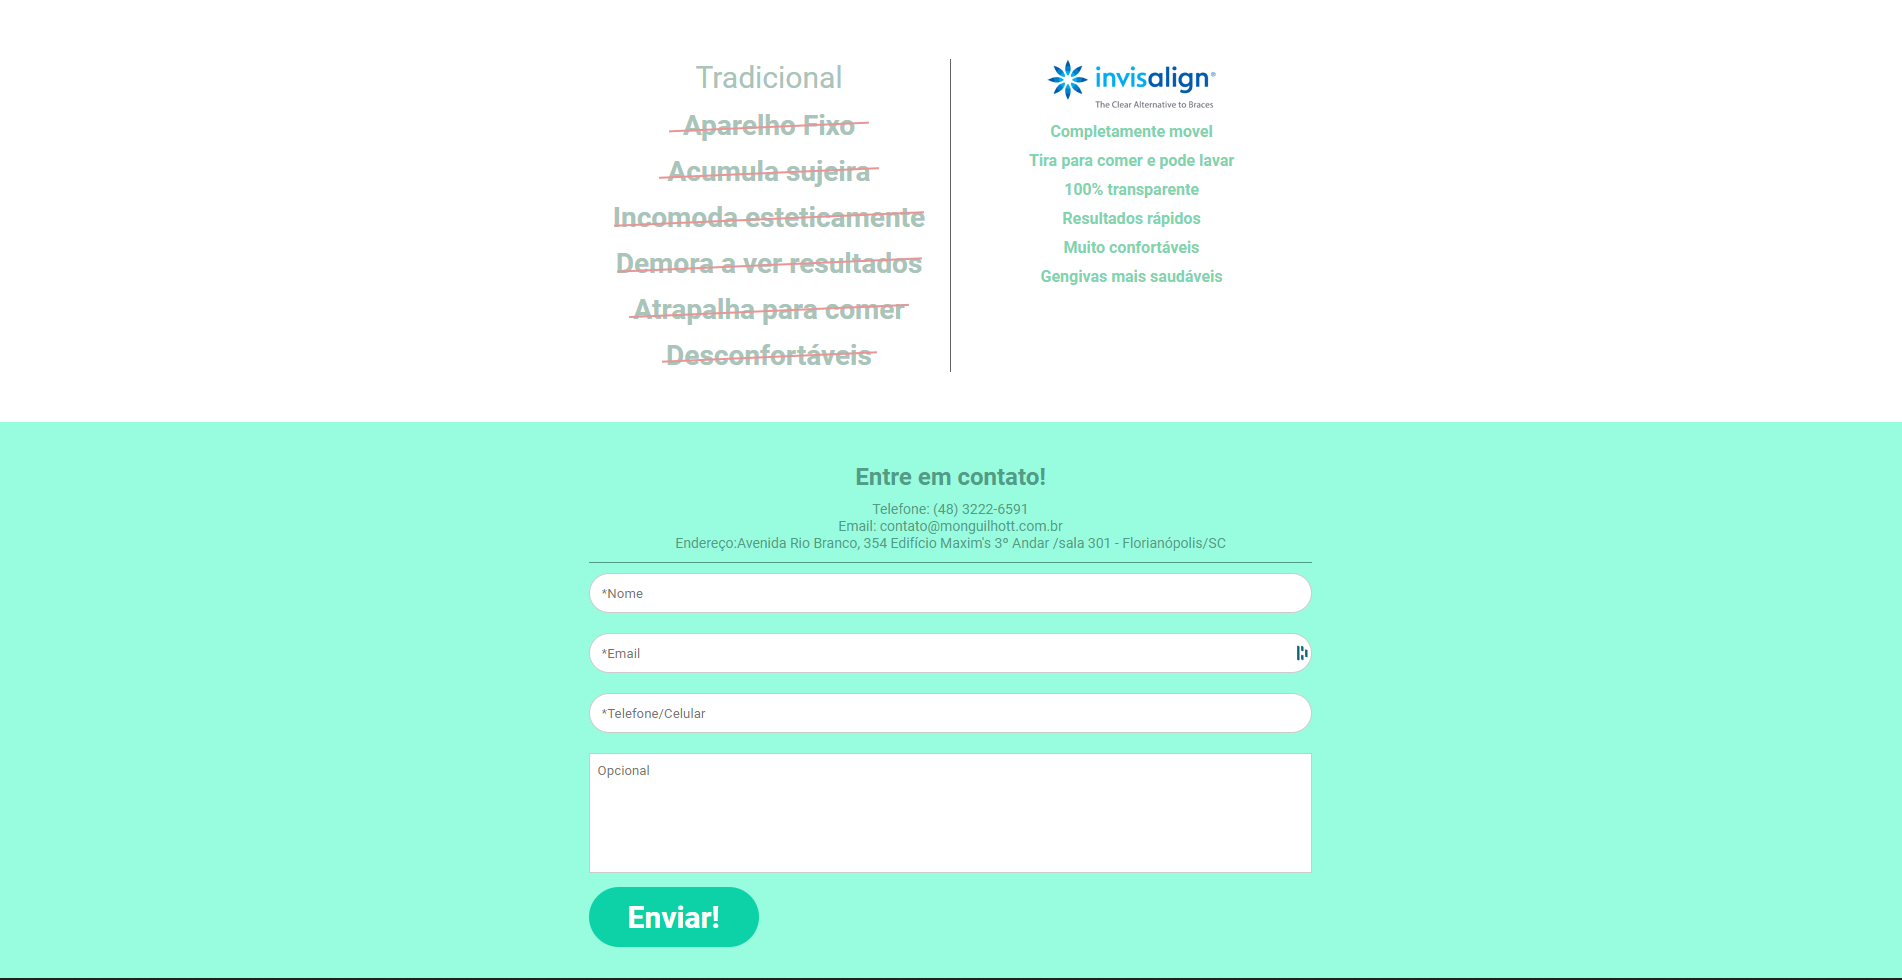 Tradicional
Aparelho Fixo
Acumula sujeira
Incomoda esteticamente
Demora a ver resultados
Atrapalha para comer
Desconfortáveis
invisalign®
The Clear Alternative to Braces
Completamente movel
Tira para comer e pode lavar
100% transparente
Resultados rápidos
Muito confortáveis
Gengivas mais saudáveis
Entre em contato!
Telefone: (48) 3222-6591
Email: contato@monguilhott.com.br
Endereço:Avenida Rio Branco, 354 Edifício Maxim's 3º Andar /sala 301 - Florianópolis/SC
*Nome
*Email
*Telefone/Celular
Opcional
Enviar!